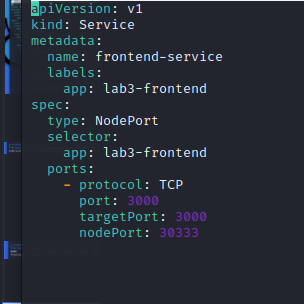 apiVersion: v1
kind: Service
metadata:
  name: frontend-service
  labels:
    app: lab3-frontend
spec:
  type: NodePort
  selector:
    app: lab3-frontend
  ports:
    - protocol: TCP
      port: 3000
      targetPort: 3000
      nodePort: 30333